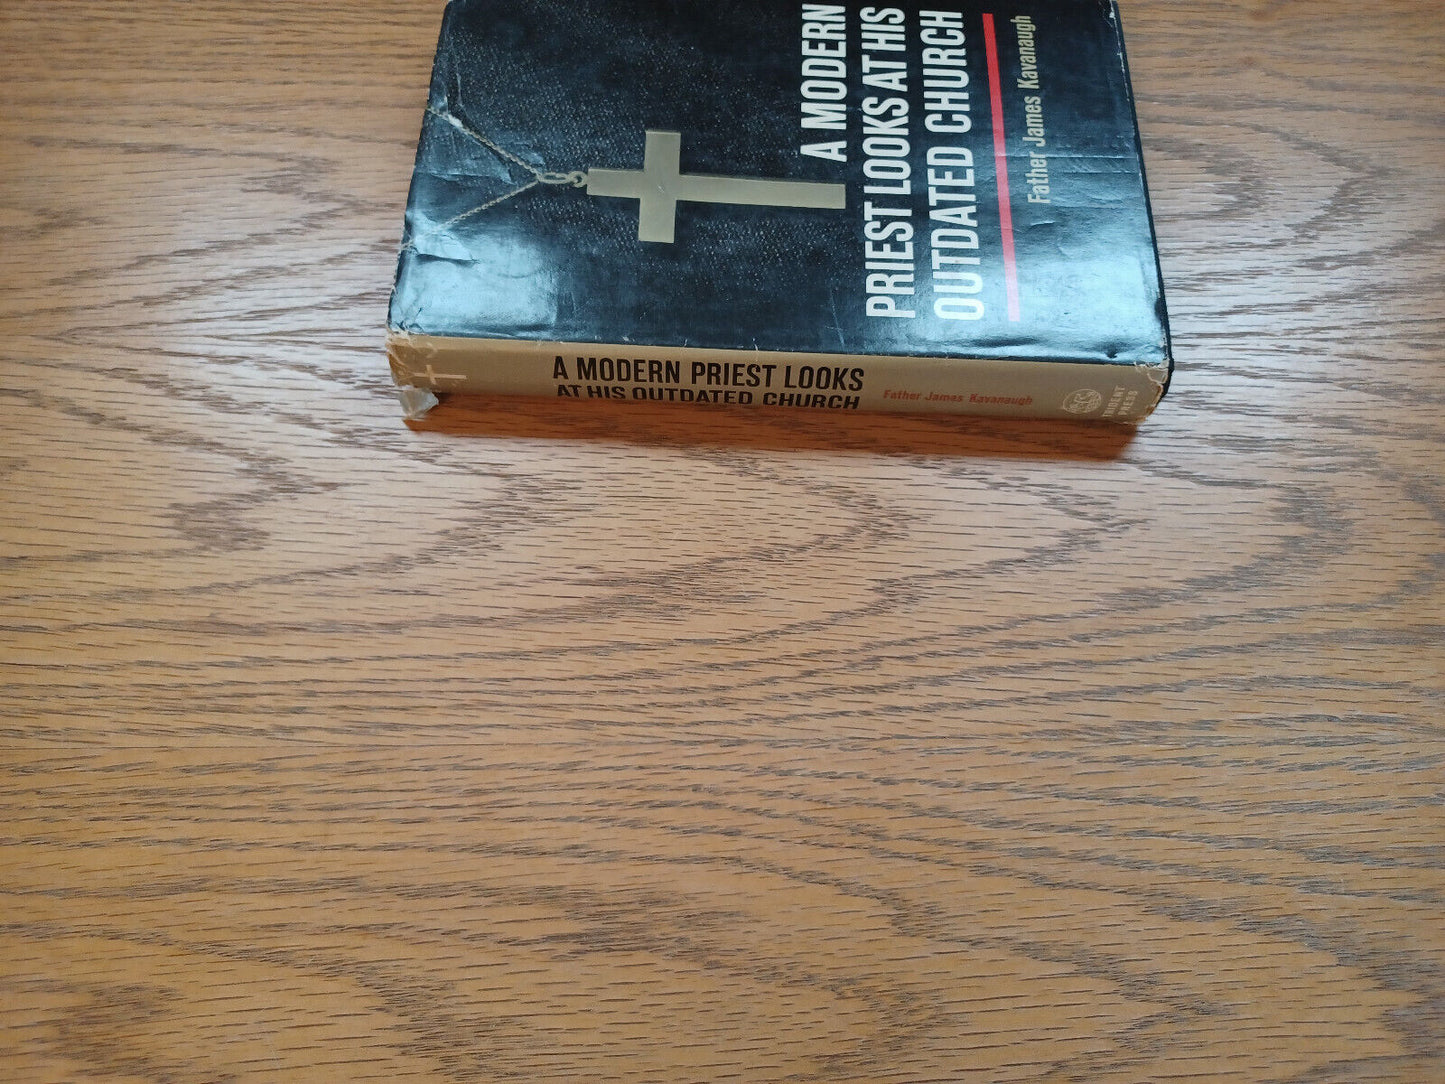 A MODERN
PRIEST LOOKS AT HIS
OUTDATED CHURCH
Father James Kavanaugh
A MODERN PRIEST LOOKS
AT HIS OUTDATED CHURCH
Father James Kavanaugh
TRIDENT
PRESS